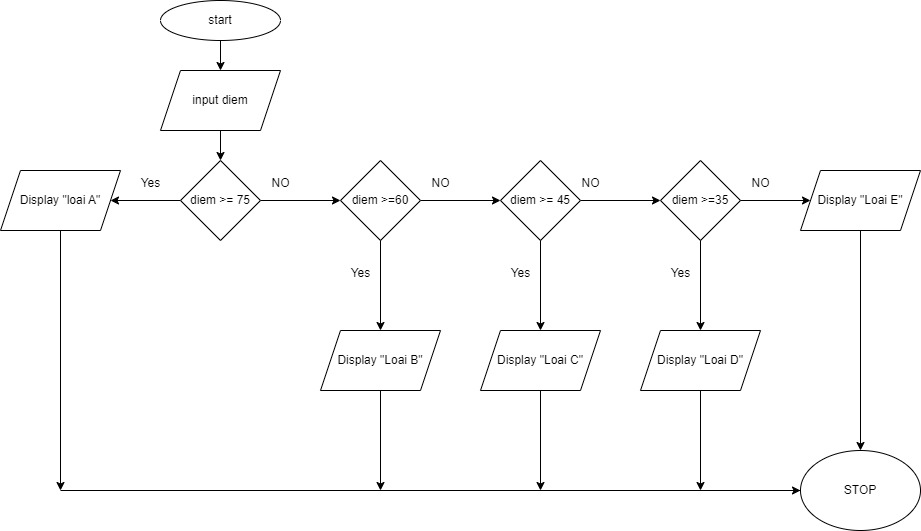 start
input diem
Yes
NO
NO
NO
NO
Display "loai A"
diem >= 75
diem >=60
diem >= 45
diem >=35
Display "Loai E"
Yes
Yes
Yes
Display "Loai B"
Display "Loai C"
Display "Loai D"
STOP